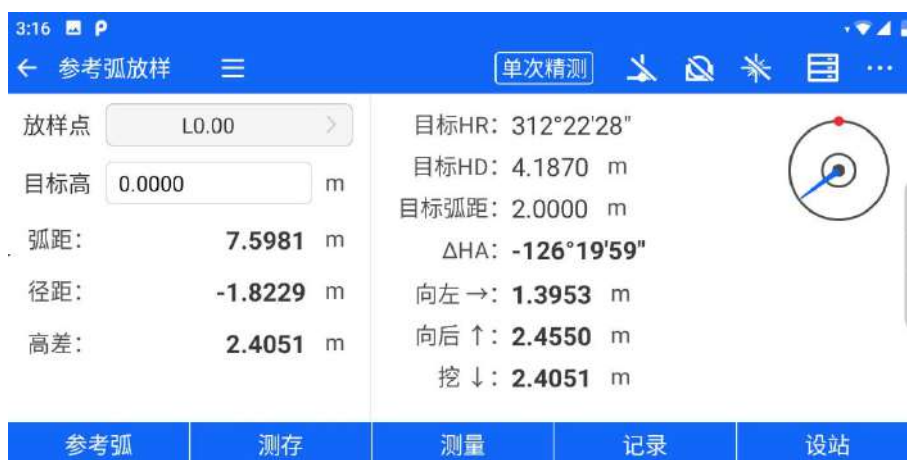 3:16
参考弧放样
单次精测
放样点 L0.00
目标高 0.0000 m
弧距: 7.5981 m
径距: -1.8229 m
高差: 2.4051 m
目标HR: 312°22'28"
目标HD: 4.1870 m
目标弧距: 2.0000 m
ΔHA: -126°19'59"
向左→: 1.3953 m
向后↑: 2.4550 m
挖↓: 2.4051 m
参考弧 测存 测量 记录 设站